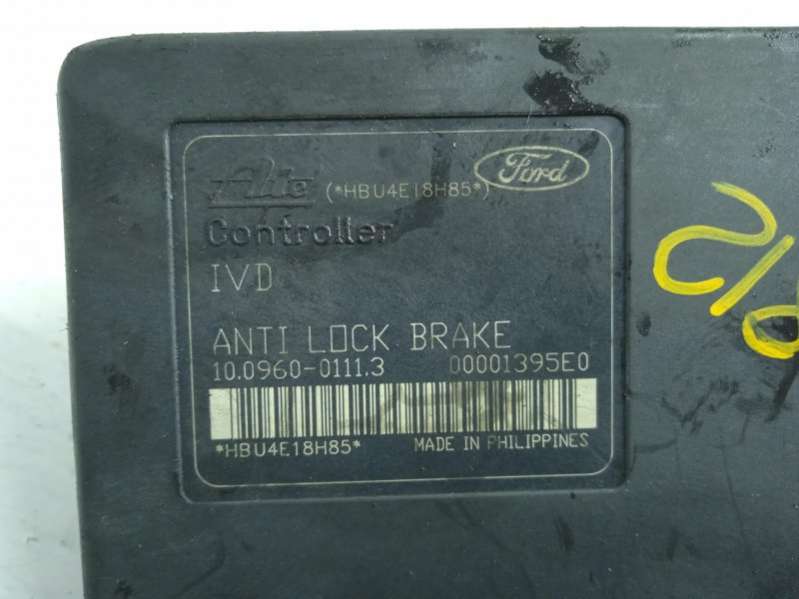 Ate (*HBU4E18H85*) Ford
Controller
IVD
ANTI LOCK BRAKE
10.0960-0111.3 00001395E0
*HBU4E18H85* MADE IN PHILIPPINES